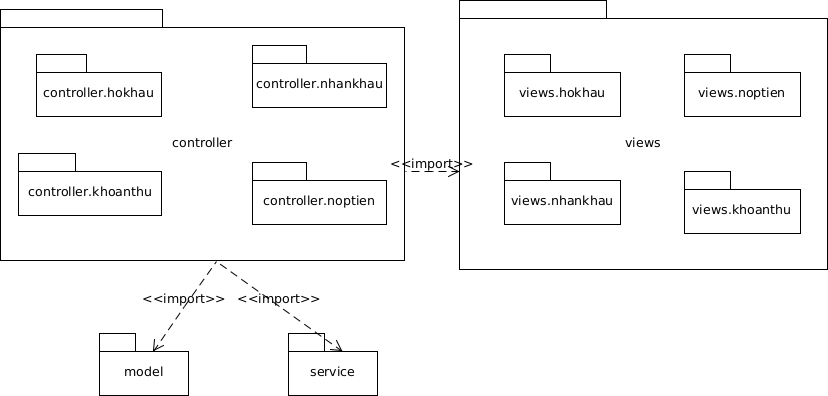 controller.hokhau
controller.nhankhau
controller
controller.khoanthu
controller.noptien
<<import>>
views.hokhau
views.noptien
views
views.nhankhau
views.khoanthu
<<import>>
<<import>>
model
service